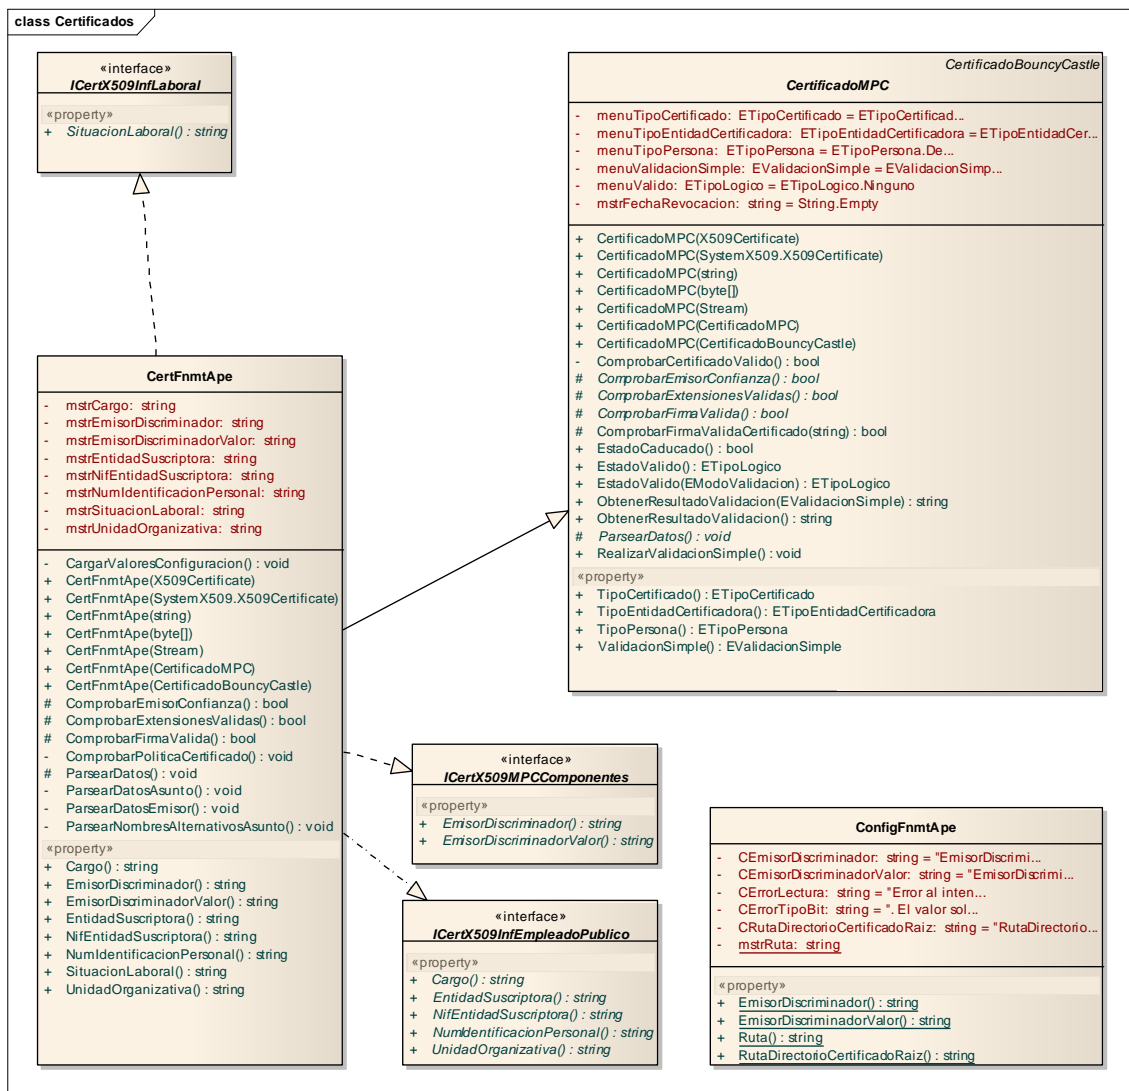 class Certificados
«interface»
ICertX509InfLaboral
«property»
+ SituacionLaboral() : string
CertificadoBouncyCastle
CertificadoMPC
- menuTipoCertificado: ETipoCertificado = ETipoCertificad...
- menuTipoEntidadCertificadora: ETipoEntidadCertificadora = ETipoEntidadCer...
- menuTipoPersona: ETipoPersona = ETipoPersona.De...
- menuValidacionSimple: EValidacionSimple = EValidacionSimp...
- menuValido: ETipoLogico = ETipoLogico.Ninguno
- mstrFechaRevocacion: string = String.Empty
+ CertificadoMPC(X509Certificate)
+ CertificadoMPC(SystemX509.X509Certificate)
+ CertificadoMPC(string)
+ CertificadoMPC(byte[])
+ CertificadoMPC(Stream)
+ CertificadoMPC(CertificadoMPC)
+ CertificadoMPC(CertificadoBouncyCastle)
- ComprobarCertificadoValido() : bool
# ComprobarEmisorConfianza() : bool
# ComprobarExtensionesValidas() : bool
# ComprobarFirmaValida() : bool
# ComprobarFirmaValidaCertificado(string) : bool
+ EstadoCaducado() : bool
+ EstadoValido() : ETipoLogico
+ EstadoValido(EModoValidacion) : ETipoLogico
+ ObtenerResultadoValidacion(EValidacionSimple) : string
+ ObtenerResultadoValidacion() : string
# ParsearDatos() : void
+ RealizarValidacionSimple() : void
«property»
+ TipoCertificado() : ETipoCertificado
+ TipoEntidadCertificadora() : ETipoEntidadCertificadora
+ TipoPersona() : ETipoPersona
+ ValidacionSimple() : EValidacionSimple
CertFnmtApe
- mstrCargo: string
- mstrEmisorDiscriminador: string
- mstrEmisorDiscriminadorValor: string
- mstrEntidadSuscriptora: string
- mstrNifEntidadSuscriptora: string
- mstrNumIdentificacionPersonal: string
- mstrSituacionLaboral: string
- mstrUnidadOrganizativa: string
- CargarValoresConfiguracion() : void
+ CertFnmtApe(X509Certificate)
+ CertFnmtApe(SystemX509.X509Certificate)
+ CertFnmtApe(string)
+ CertFnmtApe(byte[])
+ CertFnmtApe(Stream)
+ CertFnmtApe(CertificadoMPC)
+ CertFnmtApe(CertificadoBouncyCastle)
# ComprobarEmisorConfianza() : bool
# ComprobarExtensionesValidas() : bool
# ComprobarFirmaValida() : bool
- ComprobarPoliticaCertificado() : void
# ParsearDatos() : void
- ParsearDatosAsunto() : void
- ParsearDatosEmisor() : void
- ParsearNombresAlternativosAsunto() : void
«property»
+ Cargo() : string
+ EmisorDiscriminador() : string
+ EmisorDiscriminadorValor() : string
+ EntidadSuscriptora() : string
+ NifEntidadSuscriptora() : string
+ NumIdentificacionPersonal() : string
+ SituacionLaboral() : string
+ UnidadOrganizativa() : string
«interface»
ICertX509MPCComponentes
«property»
+ EmisorDiscriminador() : string
+ EmisorDiscriminadorValor() : string
«interface»
ICertX509InfEmpleadoPublico
«property»
+ Cargo() : string
+ EntidadSuscriptora() : string
+ NifEntidadSuscriptora() : string
+ NumIdentificacionPersonal() : string
+ UnidadOrganizativa() : string
ConfigFnmtApe
- CEmisorDiscriminador: string = "EmisorDiscrimi...
- CEmisorDiscriminadorValor: string = "EmisorDiscrimi...
- CErrorLectura: string = "Error al inten...
- CErrorTipoBit: string = ". El valor sol...
- CRutaDirectorioCertificadoRaiz: string = "RutaDirectorio...
- mstrRuta: string
«property»
+ EmisorDiscriminador() : string
+ EmisorDiscriminadorValor() : string
+ Ruta() : string
+ RutaDirectorioCertificadoRaiz() : string